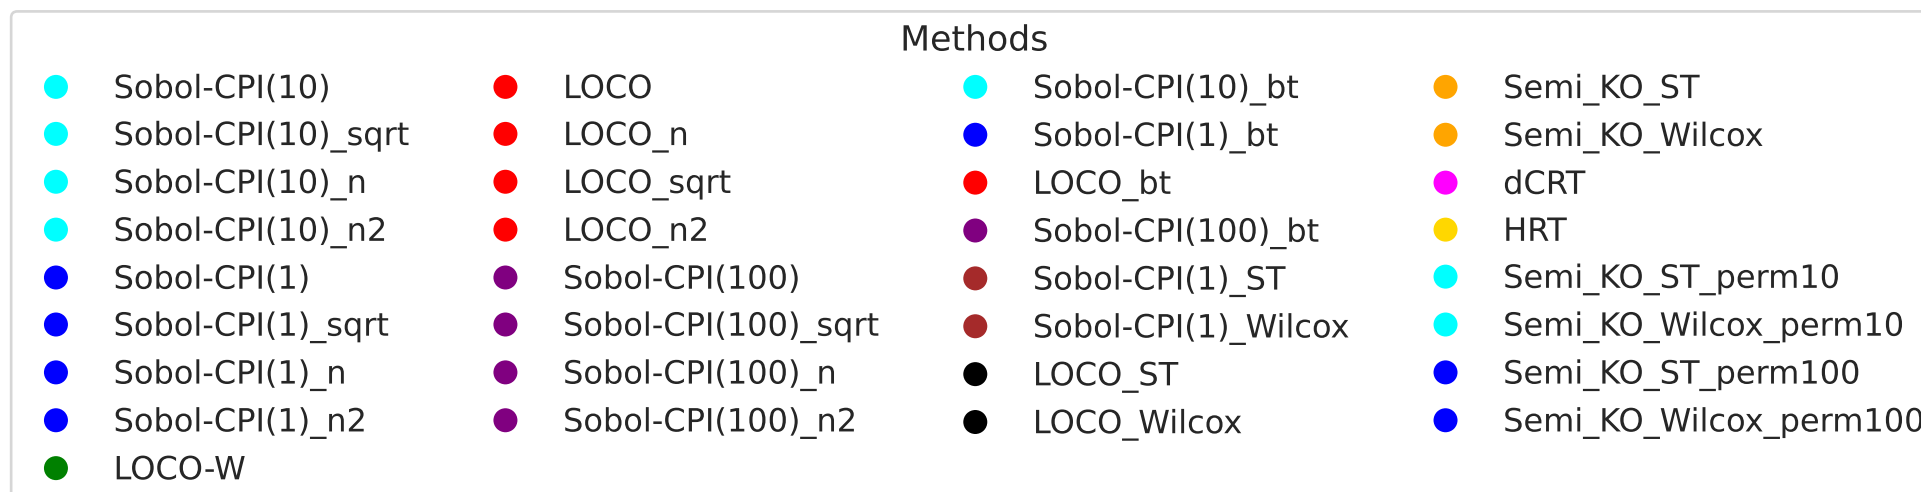 Methods
Sobol-CPI(10)
Sobol-CPI(10)_sqrt
Sobol-CPI(10)_n
Sobol-CPI(10)_n2
Sobol-CPI(1)
Sobol-CPI(1)_sqrt
Sobol-CPI(1)_n
Sobol-CPI(1)_n2
LOCO-W
LOCO
LOCO_n
LOCO_sqrt
LOCO_n2
Sobol-CPI(100)
Sobol-CPI(100)_sqrt
Sobol-CPI(100)_n
Sobol-CPI(100)_n2
Sobol-CPI(10)_bt
Sobol-CPI(1)_bt
LOCO_bt
Sobol-CPI(100)_bt
Sobol-CPI(1)_ST
Sobol-CPI(1)_Wilcox
LOCO_ST
LOCO_Wilcox
Semi_KO_ST
Semi_KO_Wilcox
dCRT
HRT
Semi_KO_ST_perm10
Semi_KO_Wilcox_perm10
Semi_KO_ST_perm100
Semi_KO_Wilcox_perm100